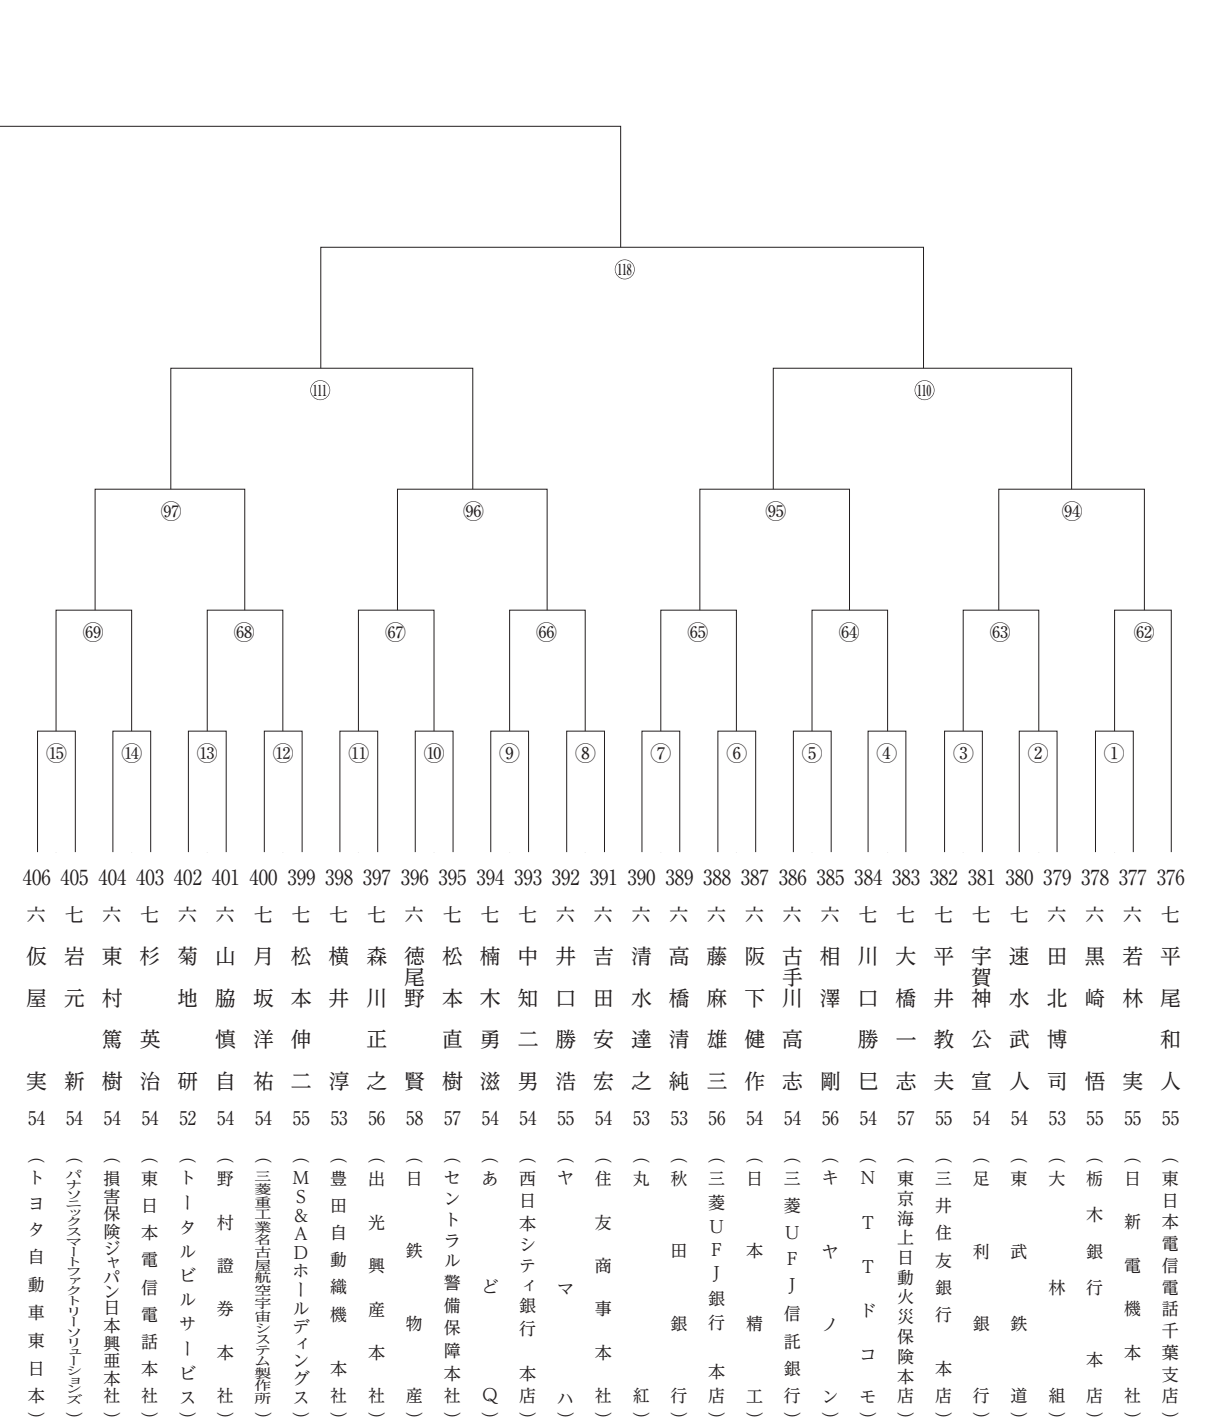 ⑱
⑪
⑩
97
96
95
94
69
68
67
66
65
64
63
62
⑮
⑭
⑬
⑫
⑪
⑩
⑨
⑧
⑦
⑥
⑤
④
③
②
①
376 七 平尾和人 55 (東日本電信電話千葉支店)
377 六 若林実 55 (日新電機本社)
378 六 黒崎悟 55 (栃木銀行本店)
379 六 田北博司 53 (大林組)
380 七 速水武人 54 (東武鉄道)
381 七 宇賀神公宣 54 (足利銀行)
382 七 平井教夫 55 (三井住友銀行本店)
383 七 大橋一志 57 (東京海上日動火災保険本店)
384 七 川口勝巳 54 (NTTドコモ)
385 六 相澤剛 56 (キヤノン)
386 六 古手川高志 54 (三菱UFJ信託銀行)
387 六 阪下健作 54 (日本精工)
388 六 藤麻雄三 56 (三菱UFJ銀行本店)
389 六 高橋清純 53 (秋田銀行)
390 六 清水達之 53 (丸紅)
391 六 吉田安宏 54 (住友商事本社)
392 六 井口勝浩 55 (ヤマハ)
393 七 中知二男 54 (西日本シティ銀行本店)
394 七 楠木勇滋 54 (あどQ)
395 七 松本直樹 57 (セントラル警備保障本社)
396 六 徳尾野賢 58 (日鉄物産)
397 七 森川正之 56 (出光興産本社)
398 七 横井淳 53 (豊田自動織機本社)
399 七 松本伸二 55 (MS&ADホールディングス)
400 七 月坂洋祐 54 (三菱重工業名古屋航空宇宙システム製作所)
401 六 山脇慎自 54 (野村證券本社)
402 六 菊地研 52 (トータルビルサービス)
403 七 杉英治 54 (東日本電信電話本社)
404 六 東村篤樹 54 (損害保険ジャパン日本興亜本社)
405 七 岩元新 54 (パナソニックスマートファクトリーソリューションズ)
406 六 仮屋実 54 (トヨタ自動車東日本)